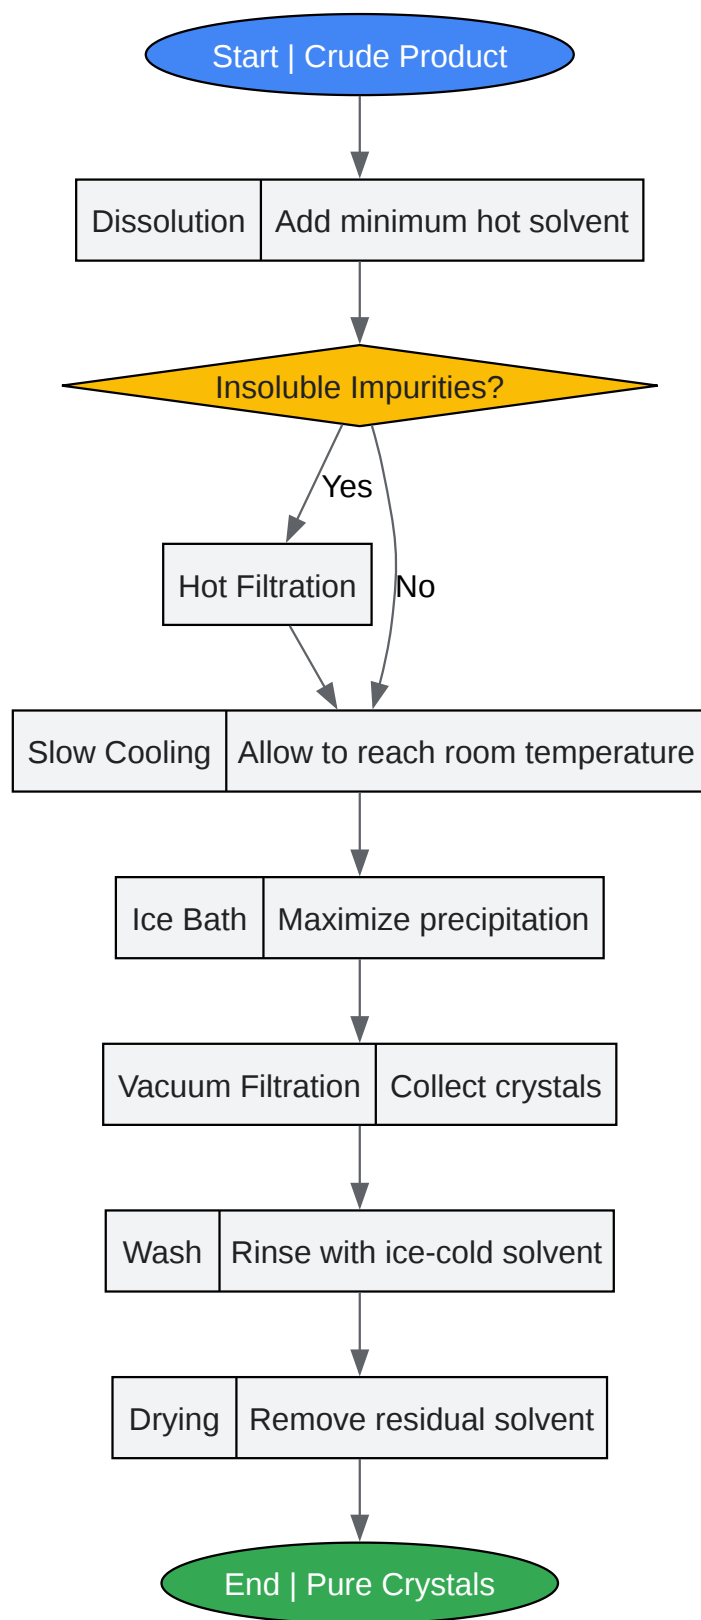 Start | Crude Product
Dissolution
Add minimum hot solvent
Insoluble Impurities?
Yes
Hot Filtration
No
Slow Cooling
Allow to reach room temperature
Ice Bath
Maximize precipitation
Vacuum Filtration
Collect crystals
Wash
Rinse with ice-cold solvent
Drying
Remove residual solvent
End | Pure Crystals